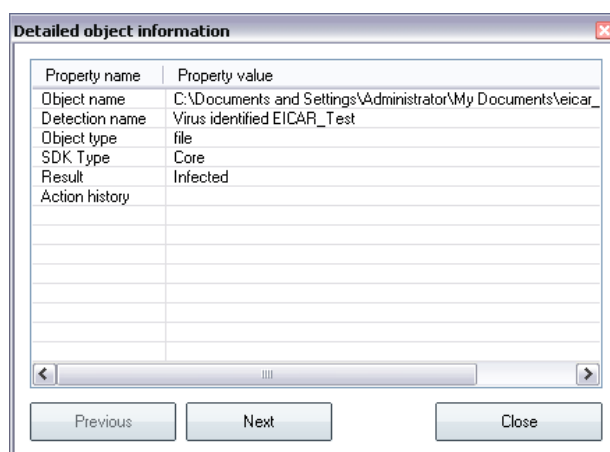 Detailed object information
Property name Property value
Object name C:\Documents and Settings\Administrator\My Documents\eicar_
Detection name Virus identified EICAR_Test
Object type file
SDK Type Core
Result Infected
Action history
Previous Next Close